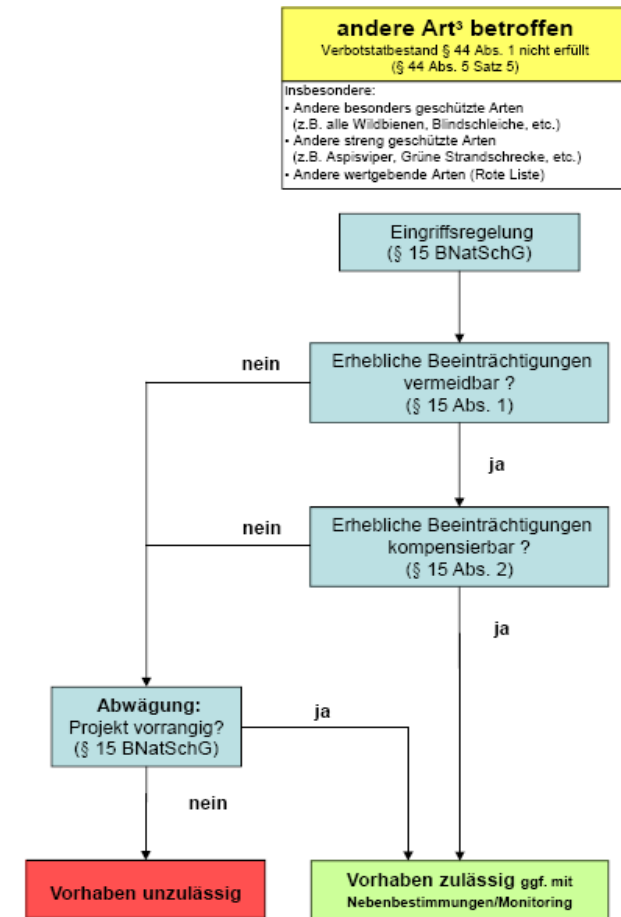 andere Art³ betroffen
Verbotstatbestand § 44 Abs. 1 nicht erfüllt
(§ 44 Abs. 5 Satz 5)
Insbesondere:
• Andere besonders geschützte Arten
(z.B. alle Wildbienen, Blindschleiche, etc.)
• Andere streng geschützte Arten
(z.B. Aspisviper, Grüne Strandschrecke, etc.)
• Andere wertgebende Arten (Rote Liste)
Eingriffsregelung
(§ 15 BNatSchG)
nein
Erhebliche Beeinträchtigungen
vermeidbar ?
(§ 15 Abs. 1)
ja
nein
Erhebliche Beeinträchtigungen
kompensierbar ?
(§ 15 Abs. 2)
ja
Abwägung:
Projekt vorrangig?
(§ 15 BNatSchG)
ja
nein
Vorhaben unzulässig
Vorhaben zulässig ggf. mit
Nebenbestimmungen/Monitoring